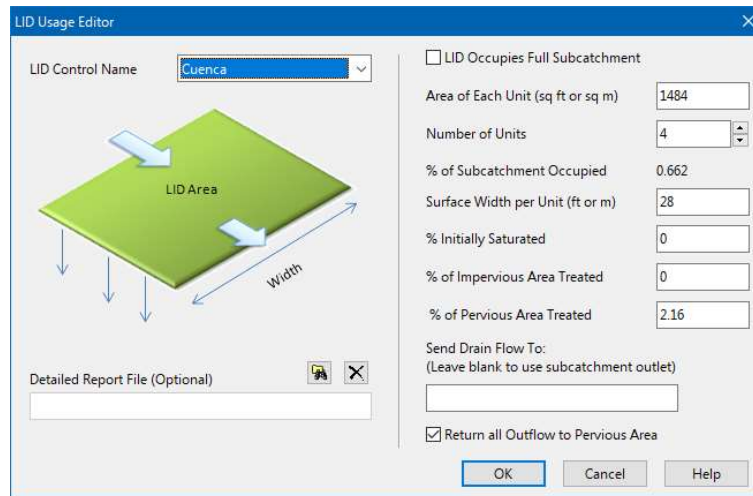 LID Usage Editor
LID Control Name
Cuenca
LID Area
Width
Detailed Report File (Optional)
LID Occupies Full Subcatchment
Area of Each Unit (sq ft or sq m)
1484
Number of Units
4
% of Subcatchment Occupied
0.662
Surface Width per Unit (ft or m)
28
% Initially Saturated
0
% of Impervious Area Treated
0
% of Pervious Area Treated
2.16
Send Drain Flow To:
(Leave blank to use subcatchment outlet)
Return all Outflow to Pervious Area
OK
Cancel
Help